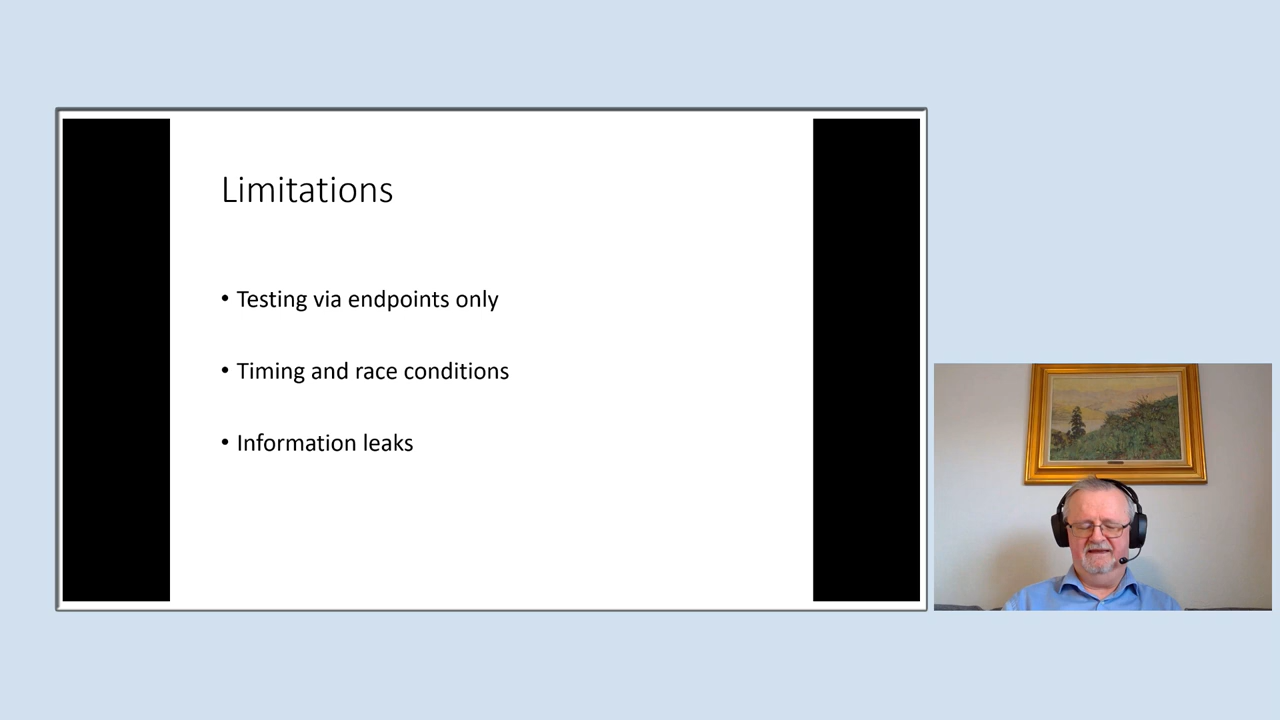 Limitations
• Testing via endpoints only
• Timing and race conditions
• Information leaks